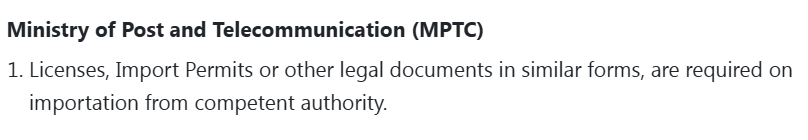 Ministry of Post and Telecommunication (MPTC)
1. Licenses, Import Permits or other legal documents in similar forms, are required on
importation from competent authority.